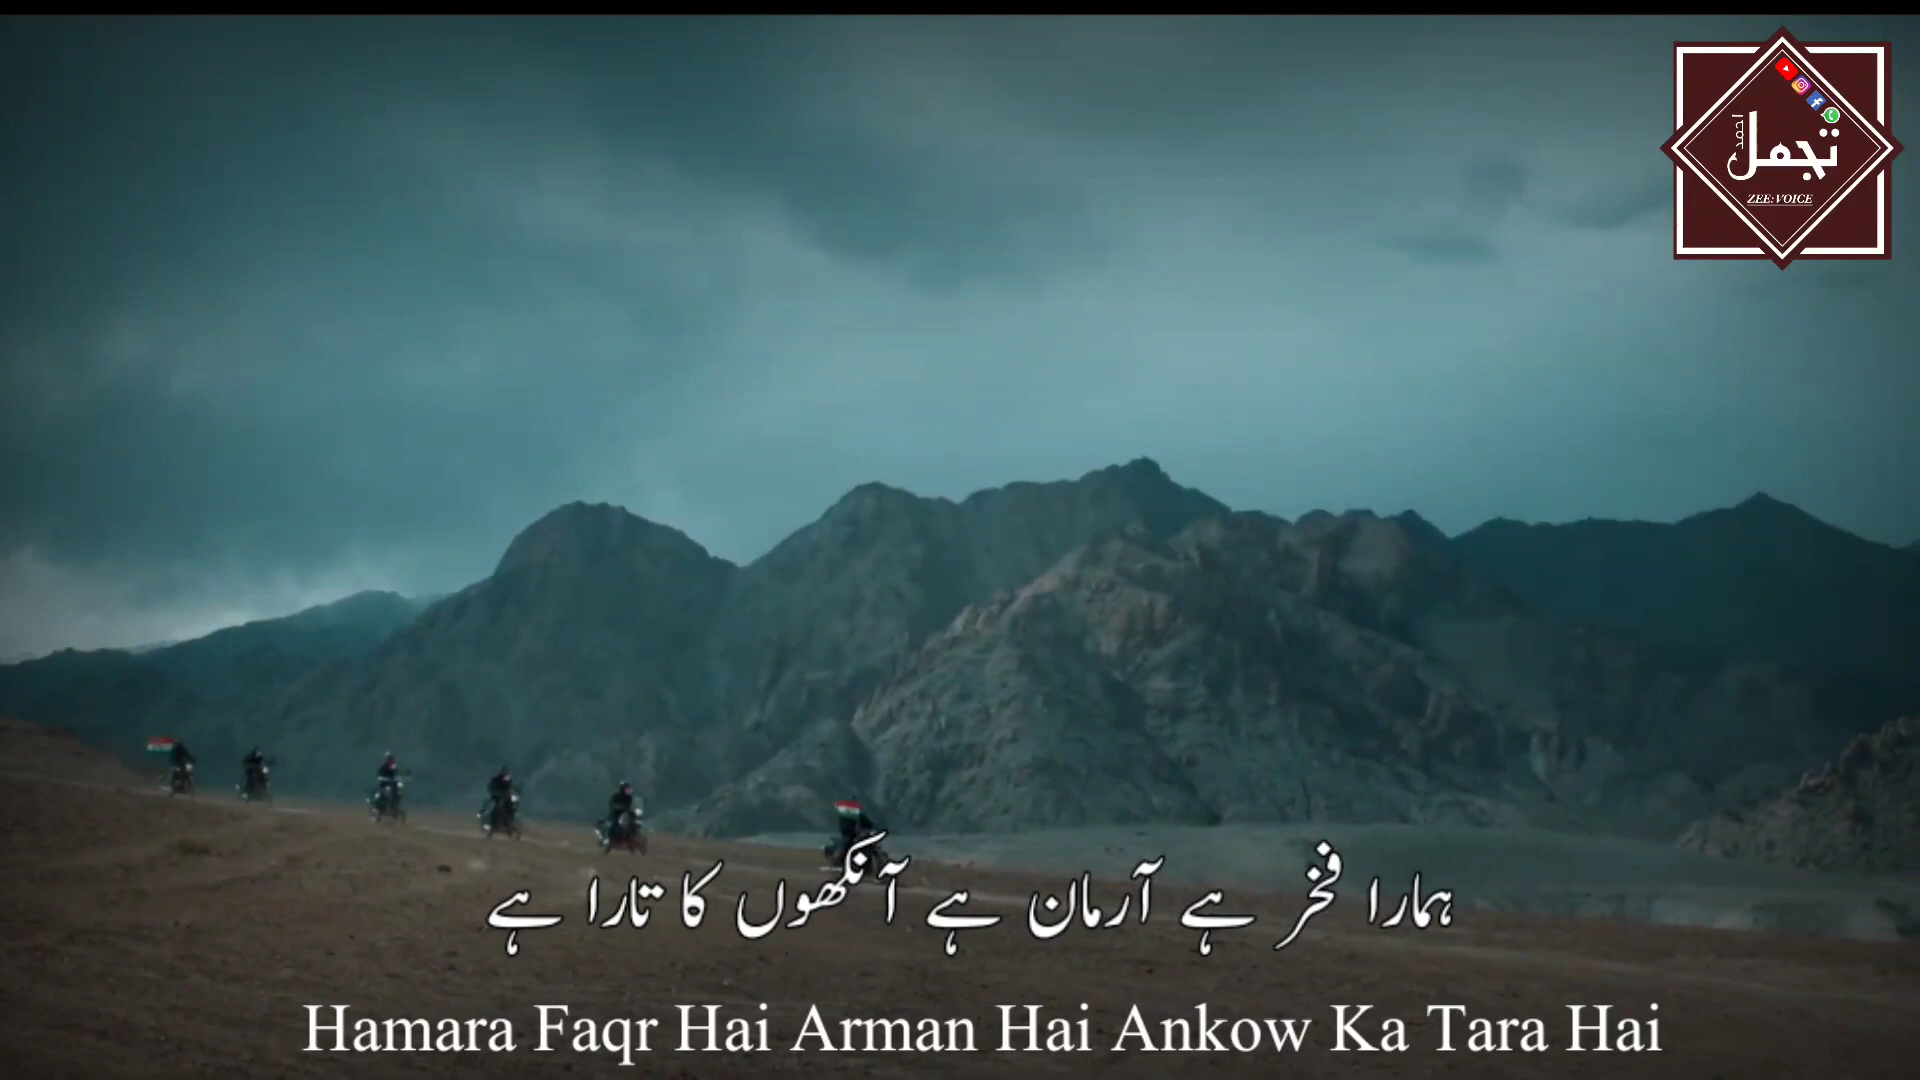 احمد
تجمل
ZEE:VOICE
ہمارا فخر ہے آرمان ہے آنکھوں کا تارا ہے
Hamara Faqr Hai Arman Hai Ankow Ka Tara Hai